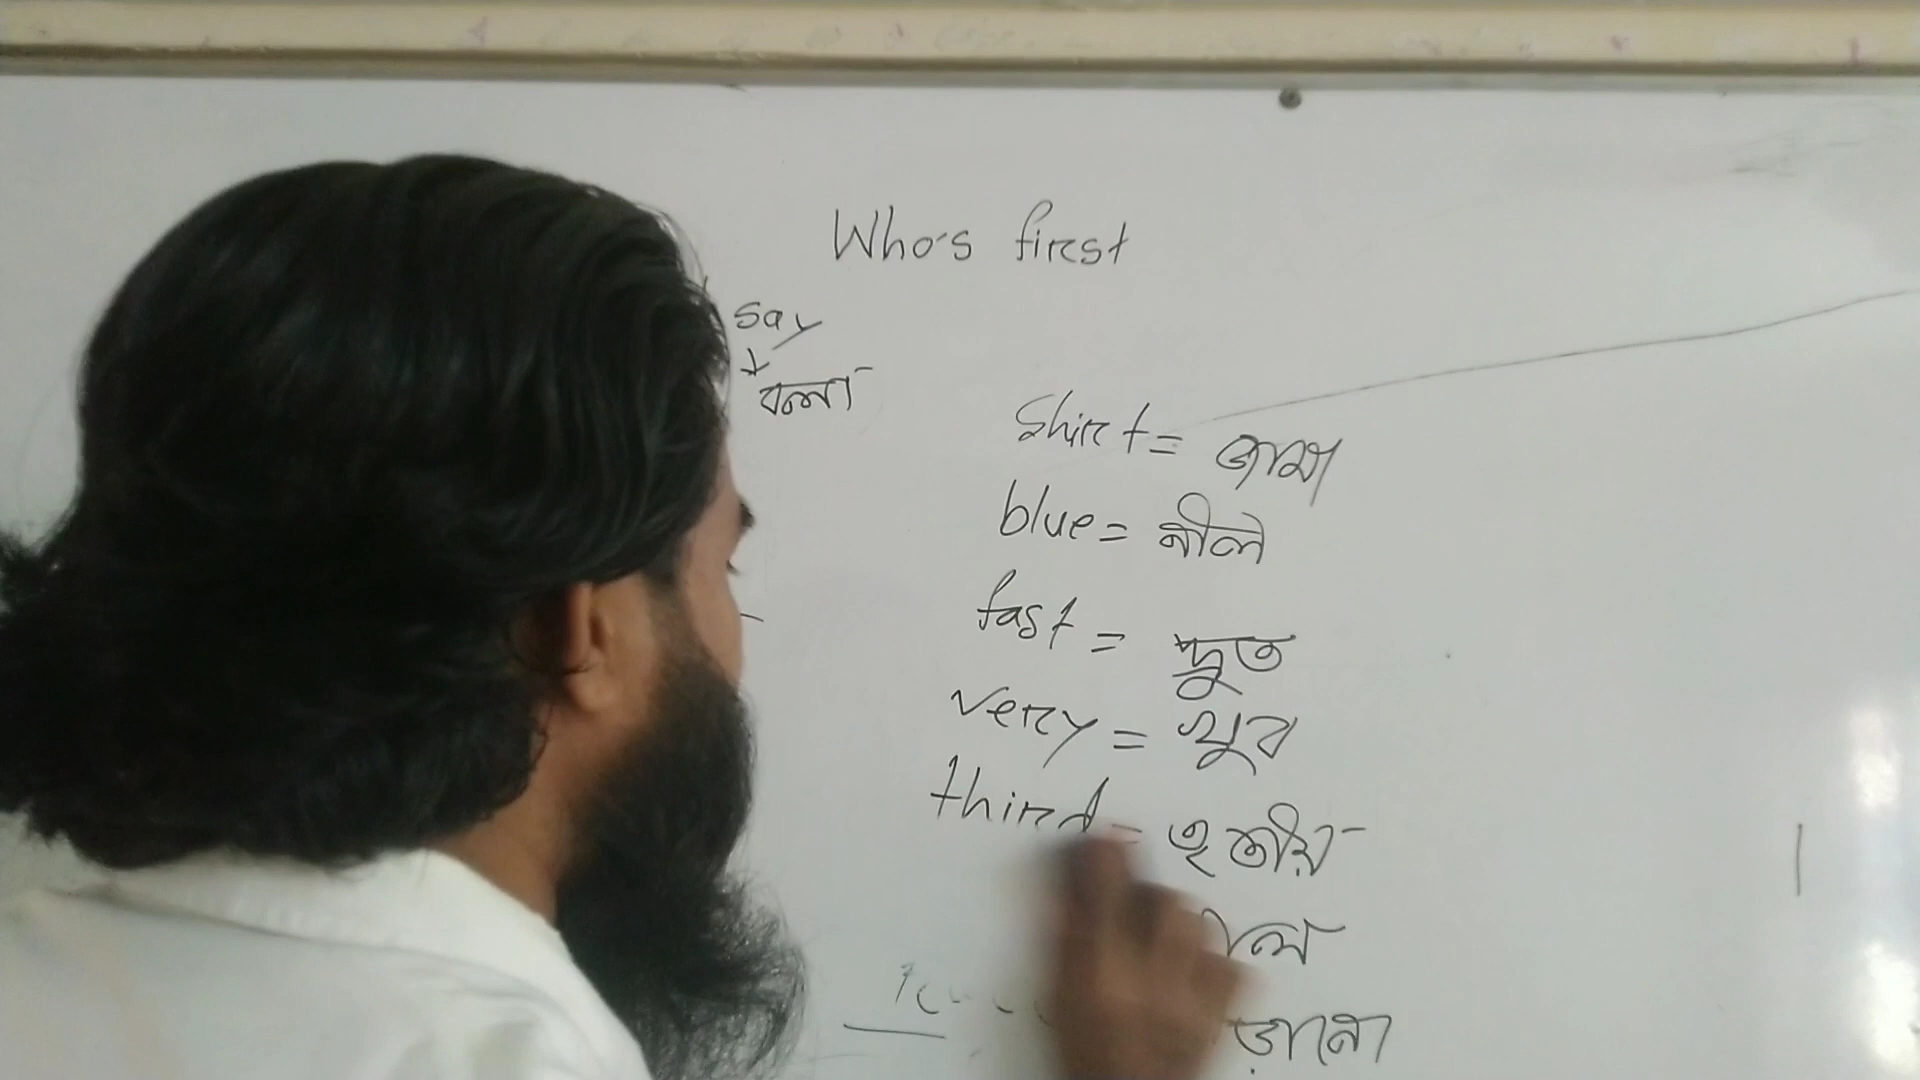 Who's first
say
বলা
Shirt = জামা
blue = নীল
fast = দ্রুত
very = খুব
third = তৃতীয়